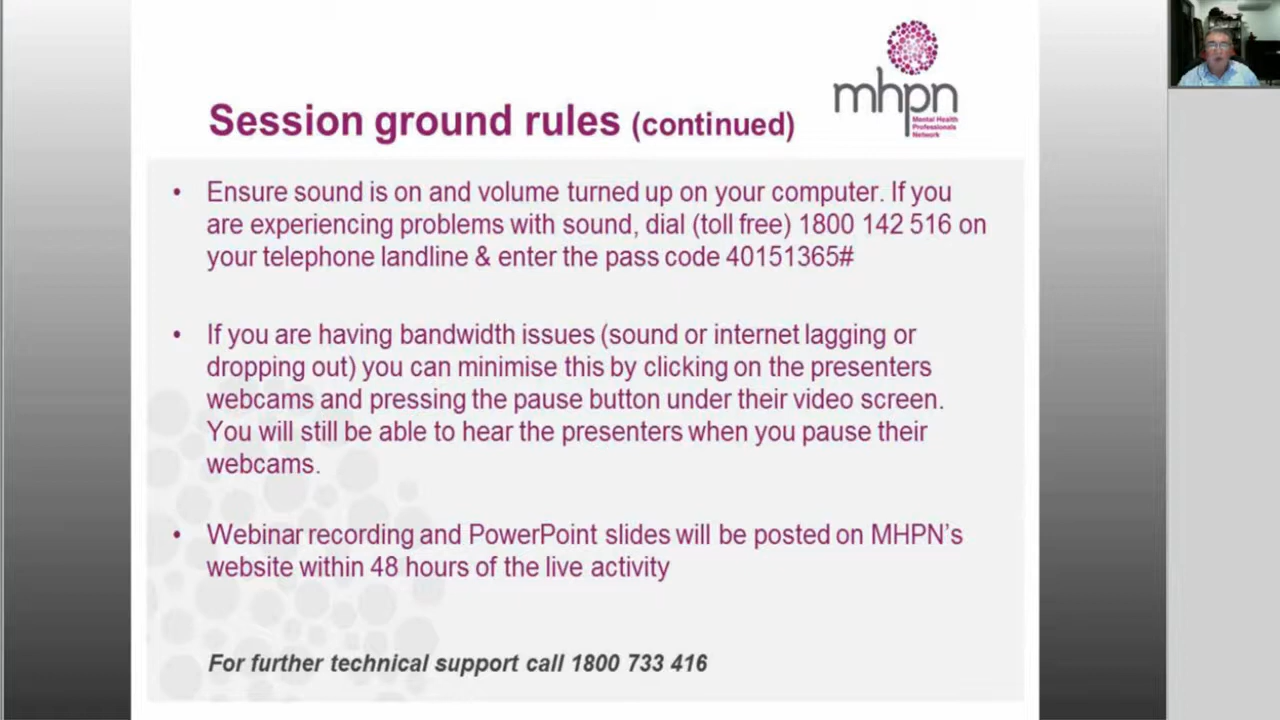 mhpn
Mental Health
Professionals
Network
Session ground rules (continued)
• Ensure sound is on and volume turned up on your computer. If you
are experiencing problems with sound, dial (toll free) 1800 142 516 on
your telephone landline & enter the pass code 40151365#
• If you are having bandwidth issues (sound or internet lagging or
dropping out) you can minimise this by clicking on the presenters
webcams and pressing the pause button under their video screen.
You will still be able to hear the presenters when you pause their
webcams.
• Webinar recording and PowerPoint slides will be posted on MHPN’s
website within 48 hours of the live activity
For further technical support call 1800 733 416